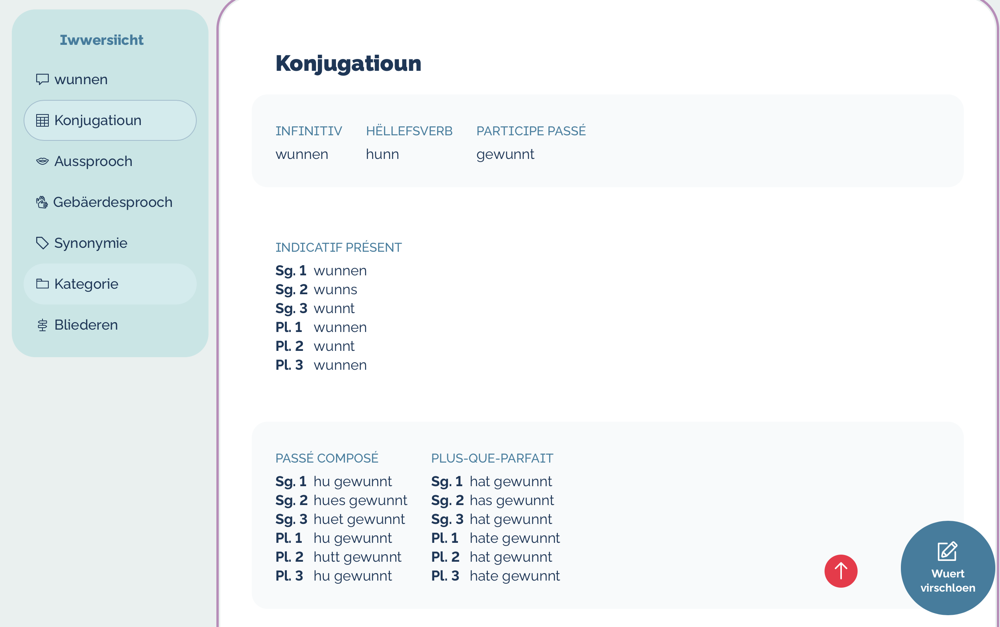 Iwwersiicht
wunnen
Konjugatioun
Aussprooch
Gebäerdesprooch
Synonymie
Kategorie
Bliederen
Konjugatioun
INFINITIV HËLLEFSVERB PARTICIPE PASSÉ
wunnen hunn gewunnt
INDICATIF PRÉSENT
Sg. 1 wunnen
Sg. 2 wunns
Sg. 3 wunnt
Pl. 1 wunnen
Pl. 2 wunnt
Pl. 3 wunnen
PASSÉ COMPOSÉ
Sg. 1 hu gewunnt
Sg. 2 hues gewunnt
Sg. 3 huet gewunnt
Pl. 1 hu gewunnt
Pl. 2 hutt gewunnt
Pl. 3 hu gewunnt
PLUS-QUE-PARFAIT
Sg. 1 hat gewunnt
Sg. 2 has gewunnt
Sg. 3 hat gewunnt
Pl. 1 hate gewunnt
Pl. 2 hat gewunnt
Pl. 3 hate gewunnt
Wuert
virschloen